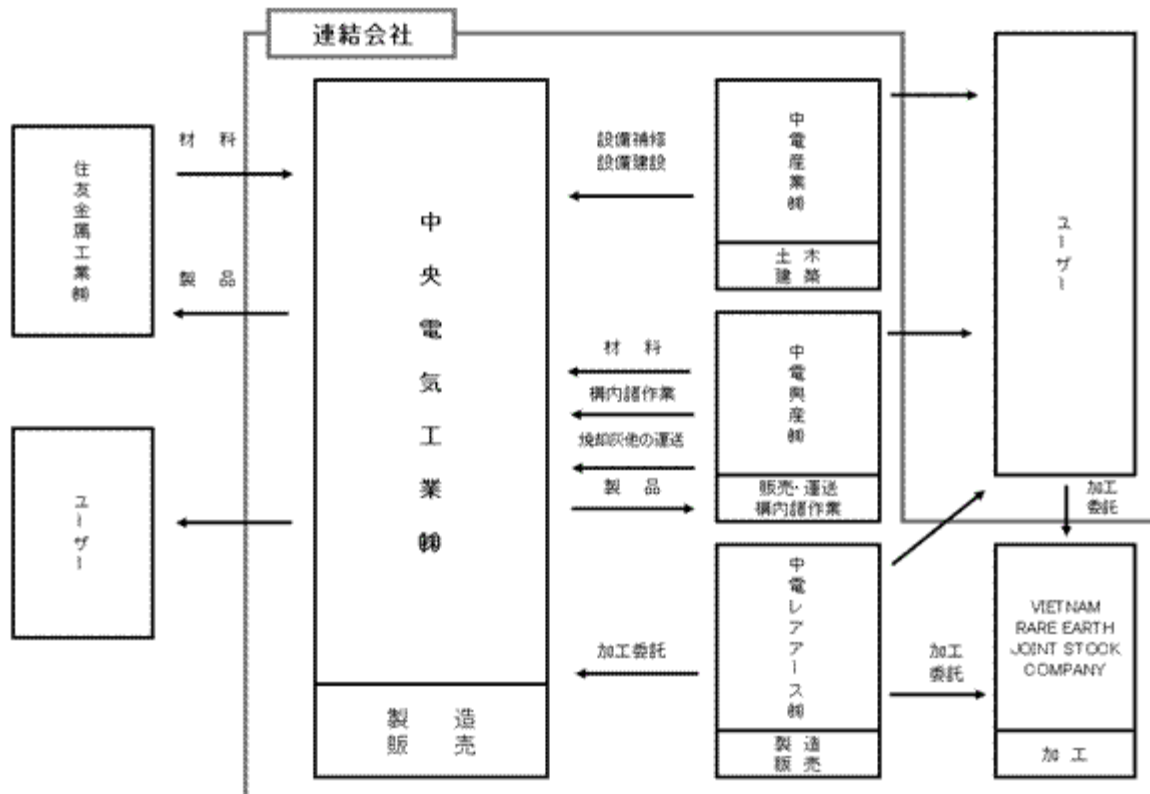 連結会社
住友金属工業㈱
材料
製品
ユーザー
中央電気工業㈱
製造
販売
設備補修
設備建設
中電産業㈱
土木
建築
材料
構内諸作業
焼却灰他の運送
製品
中電興産㈱
販売・運送
構内諸作業
加工委託
中電レアアース㈱
製造
販売
ユーザー
加工
委託
加工
委託
VIETNAM
RARE EARTH
JOINT STOCK
COMPANY
加工